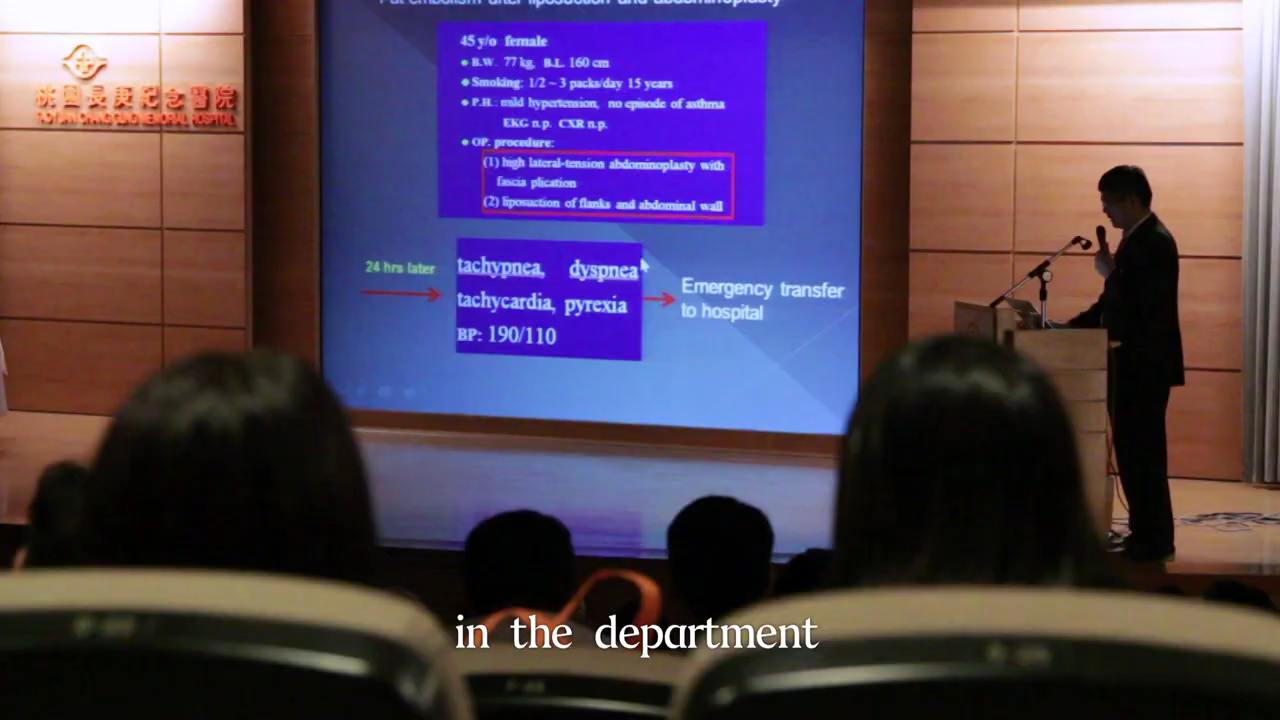 桃園長庚紀念醫院
TAOYUAN CHANG GUNG MEMORIAL HOSPITAL
Fat embolism after liposuction and abdominoplasty
45 y/o female
• B.W. 77 kg, B.L. 160 cm
• Smoking: 1/2 ~ 3 packs/day 15 years
• P.H.: mild hypertension, no episode of asthma
EKG n.p. CXR n.p.
• OP. procedure:
(1) high lateral-tension abdominoplasty with
fascia plication
(2) liposuction of flanks and abdominal wall
24 hrs later
tachypnea, dyspnea
tachycardia, pyrexia
BP: 190/110
Emergency transfer
to hospital
in the department